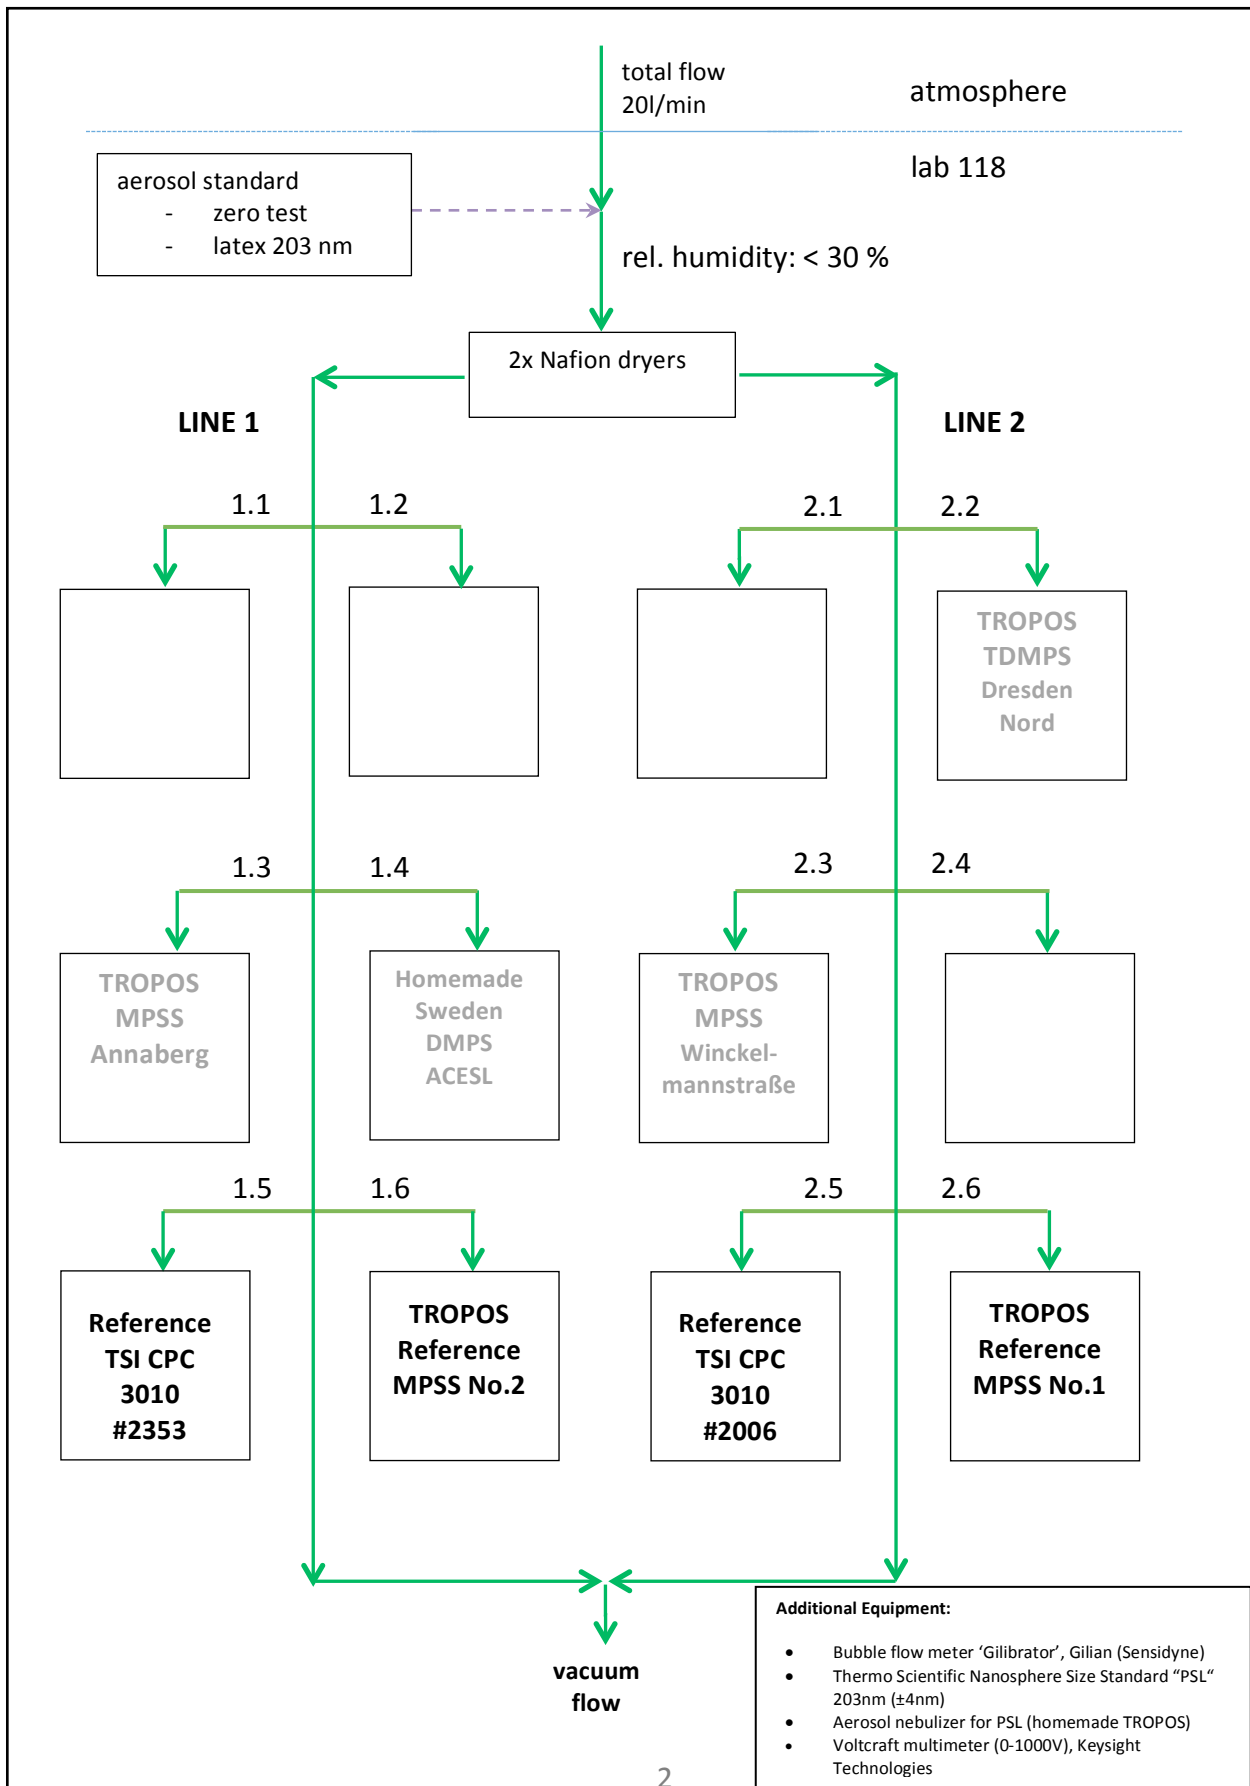 total flow
20l/min
atmosphere
lab 118
aerosol standard
- zero test
- latex 203 nm
rel. humidity: < 30 %
2x Nafion dryers
LINE 1
LINE 2
1.1
1.2
2.1
2.2
TROPOS
TDMPS
Dresden
Nord
1.3
1.4
2.3
2.4
TROPOS
MPSS
Annaberg
Homemade
Sweden
DMPS
ACESL
TROPOS
MPSS
Winckel-
mannstraße
1.5
1.6
2.5
2.6
Reference
TSI CPC
3010
#2353
TROPOS
Reference
MPSS No.2
Reference
TSI CPC
3010
#2006
TROPOS
Reference
MPSS No.1
vacuum
flow
Additional Equipment:
• Bubble flow meter ‘Gilibrator’, Gilian (Sensidyne)
• Thermo Scientific Nanosphere Size Standard “PSL“
203nm (±4nm)
• Aerosol nebulizer for PSL (homemade TROPOS)
• Voltcraft multimeter (0-1000V), Keysight
Technologies
2